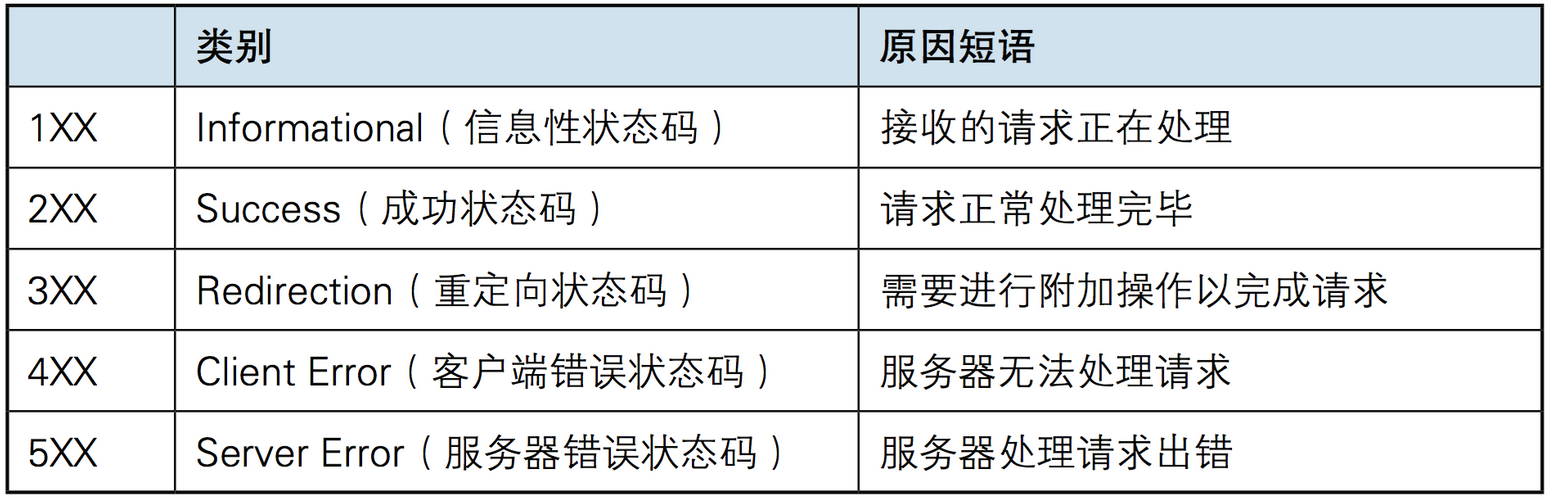 类别 原因短语
1XX Informational（信息性状态码） 接收的请求正在处理
2XX Success（成功状态码） 请求正常处理完毕
3XX Redirection（重定向状态码） 需要进行附加操作以完成请求
4XX Client Error（客户端错误状态码） 服务器无法处理请求
5XX Server Error（服务器错误状态码） 服务器处理请求出错